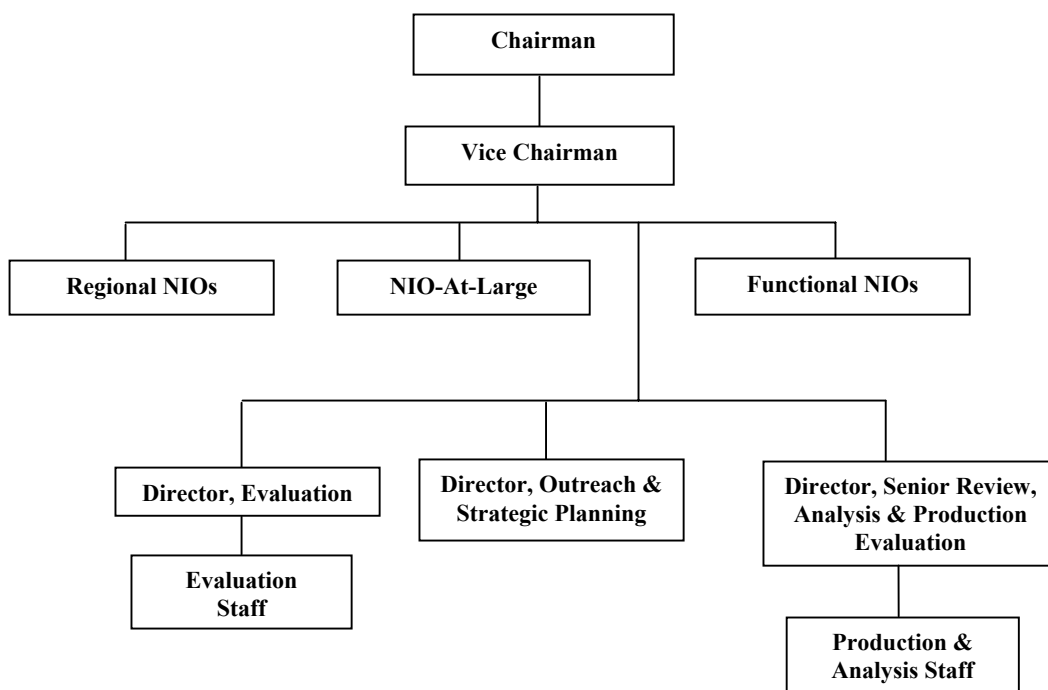 Chairman
Vice Chairman
Regional NIOs
NIO-At-Large
Functional NIOs
Director, Evaluation
Director, Outreach &
Strategic Planning
Director, Senior Review,
Analysis & Production
Evaluation
Evaluation
Staff
Production &
Analysis Staff